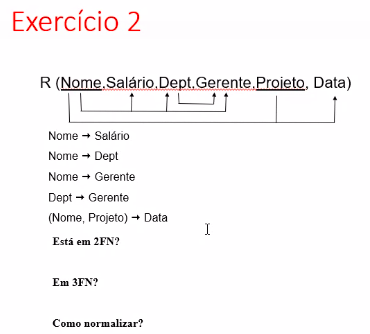 Exercício 2
R (Nome,Salário,Dept,Gerente,Projeto, Data)
Nome → Salário
Nome → Dept
Nome → Gerente
Dept → Gerente
(Nome, Projeto) → Data
Está em 2FN?
Em 3FN?
Como normalizar?